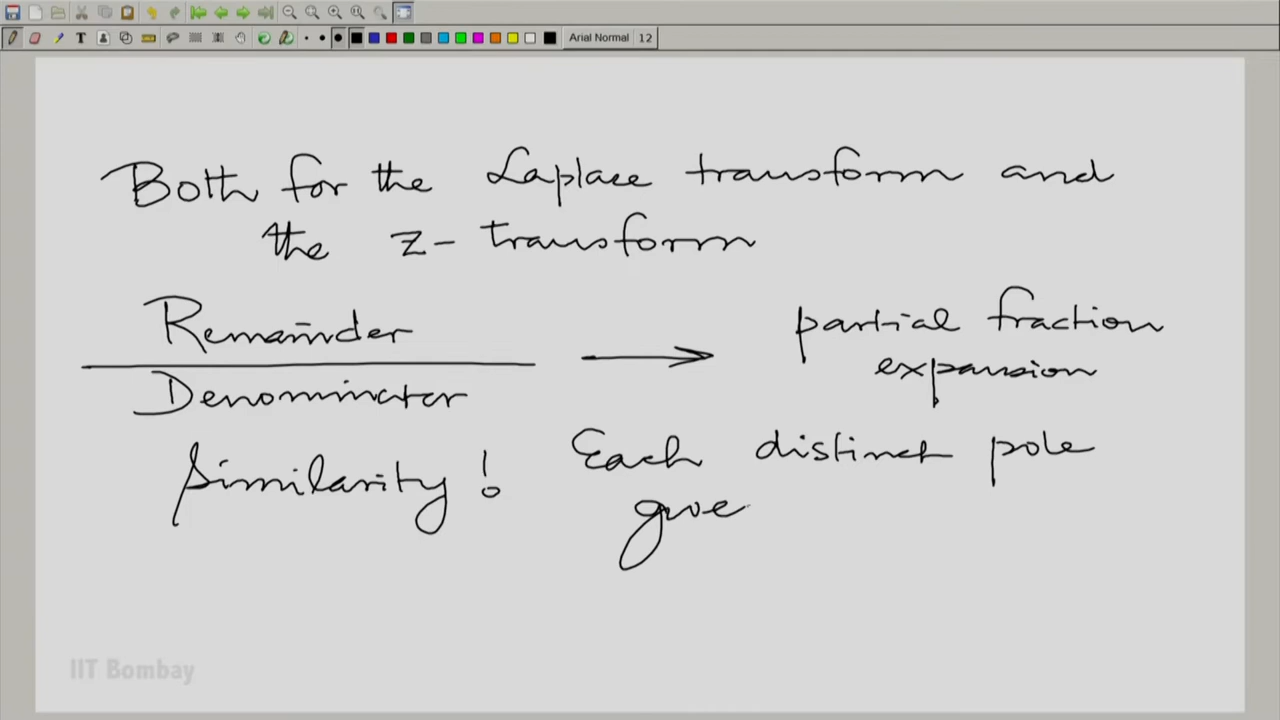 Arial Normal 12
Both for the Laplace transform and
the z-transform
Remainder
Denominator
partial fraction
expansion
Similarity!
Each distinct pole
give
IIT Bombay